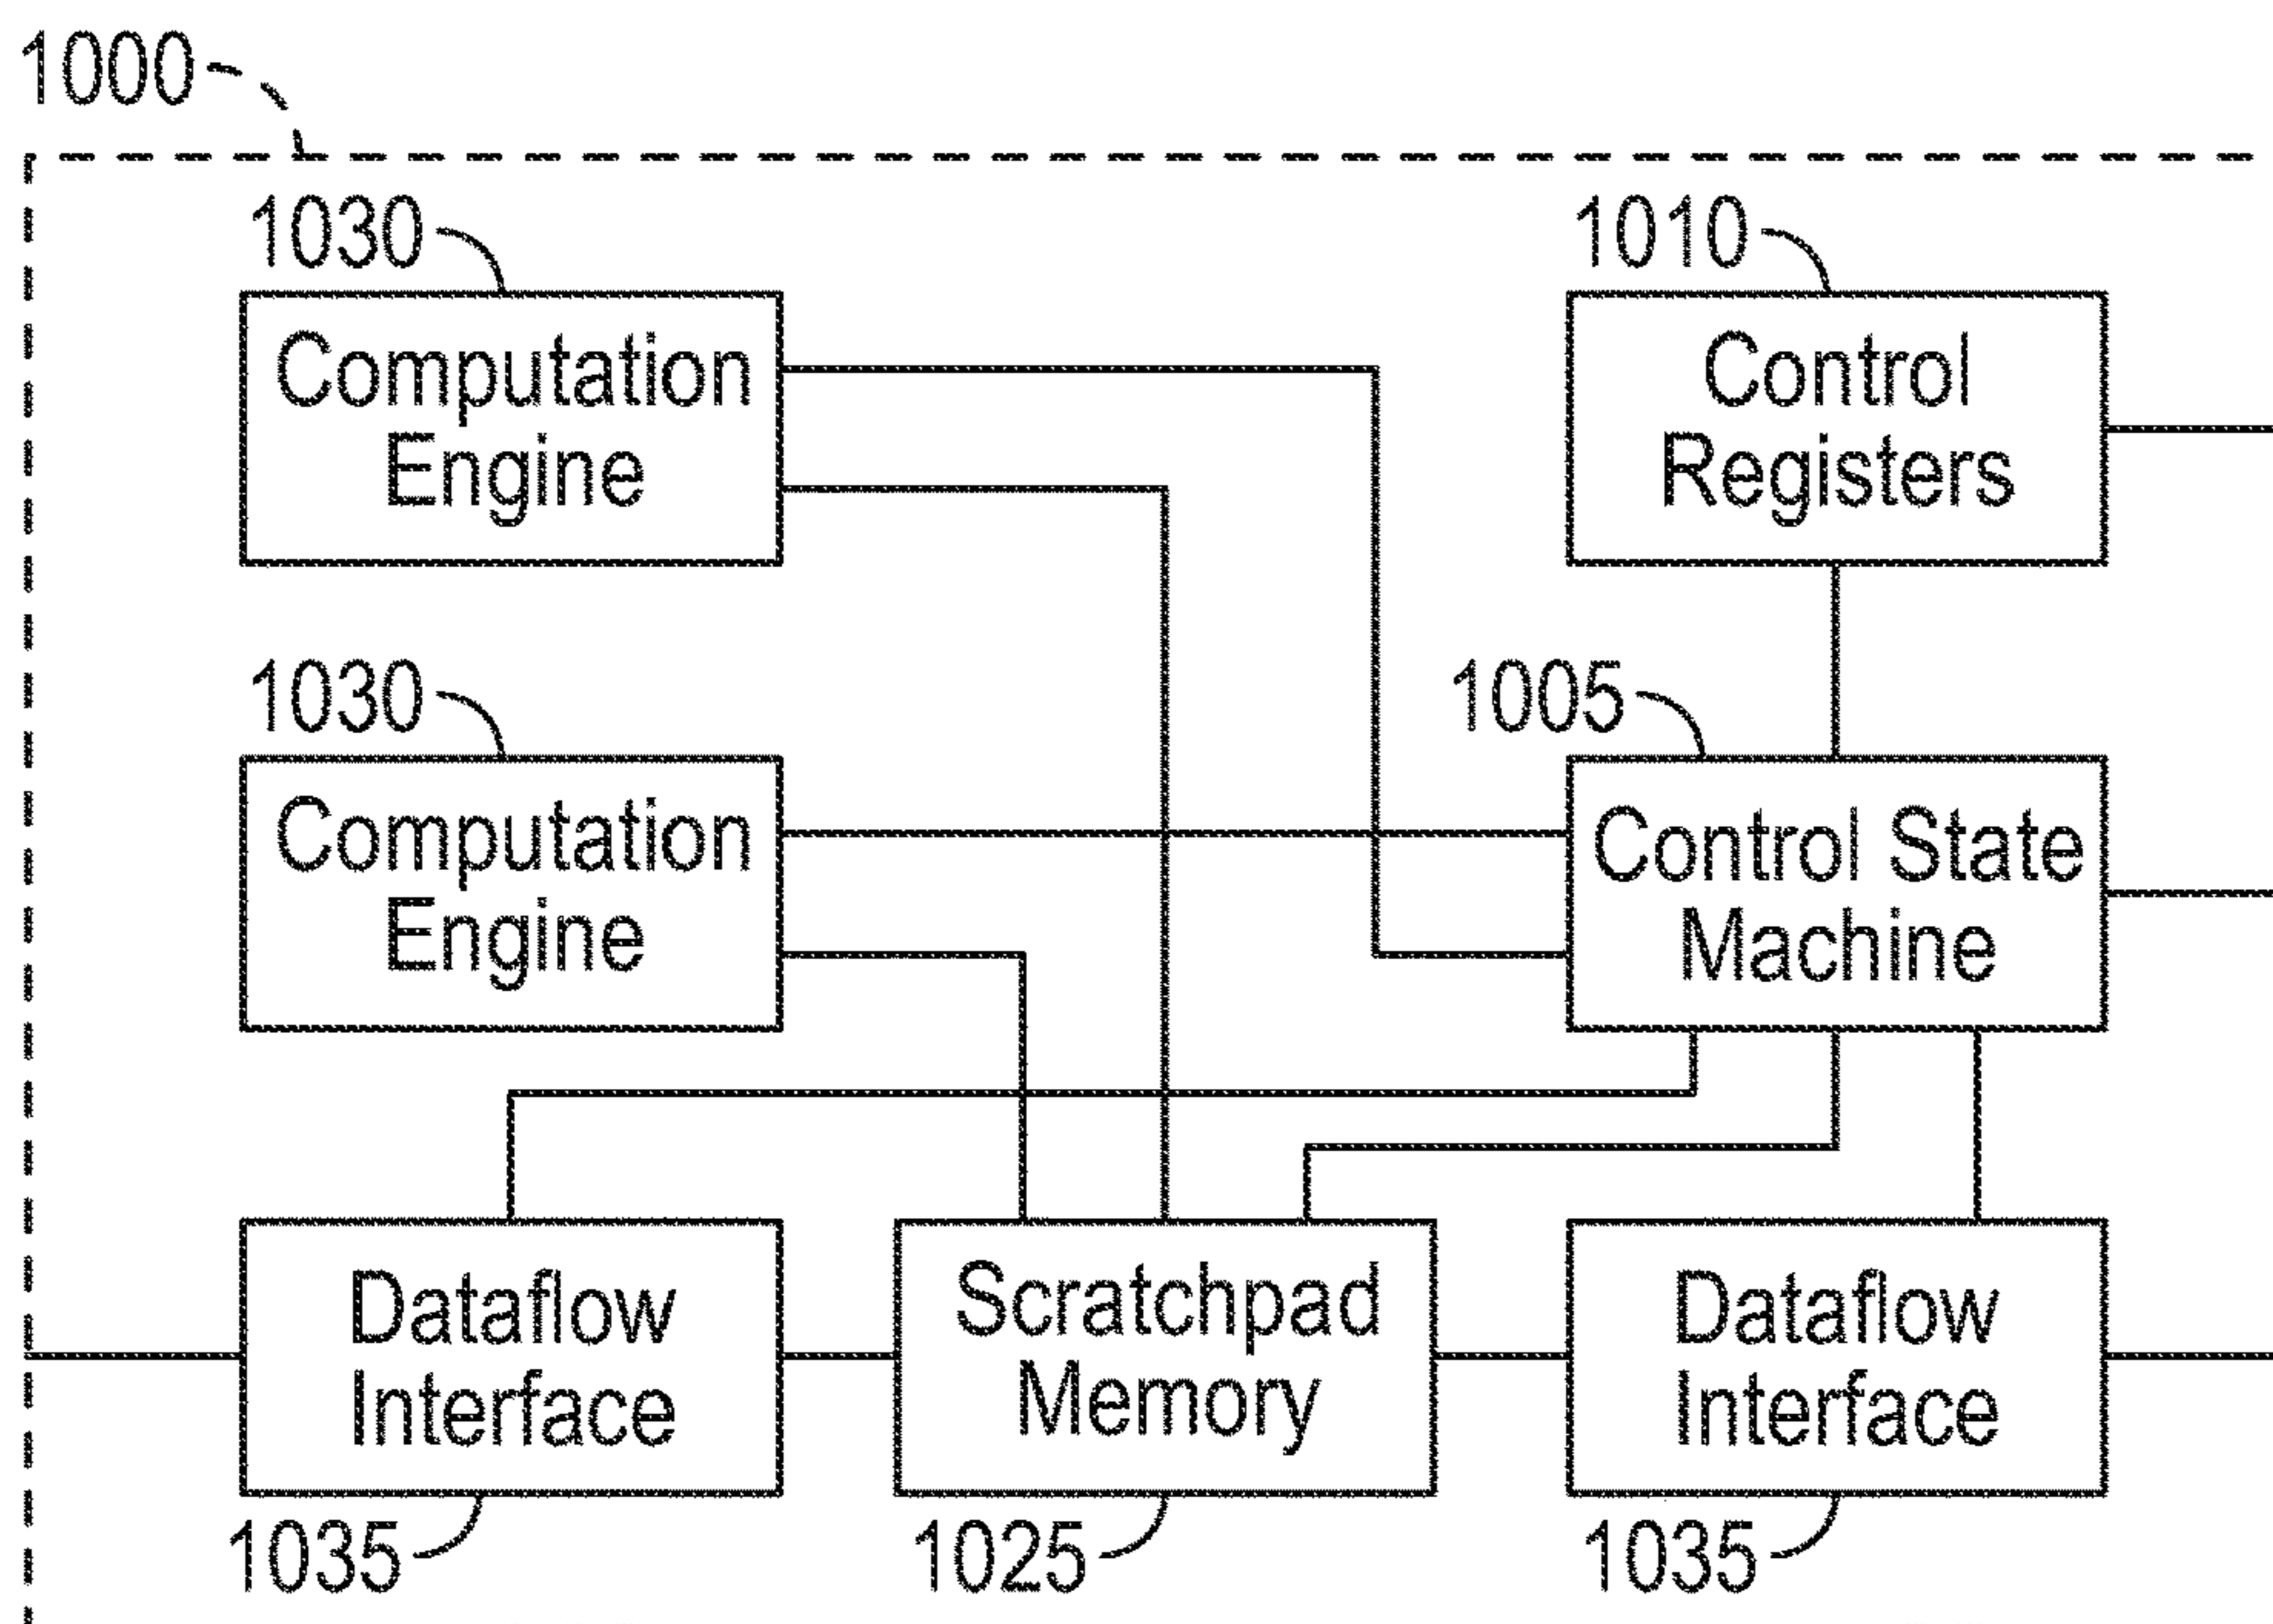 1000
1030
Computation
Engine
1010
Control
Registers
1030
Computation
Engine
1005
Control State
Machine
Dataflow
Interface
1035
Scratchpad
Memory
1025
Dataflow
Interface
1035